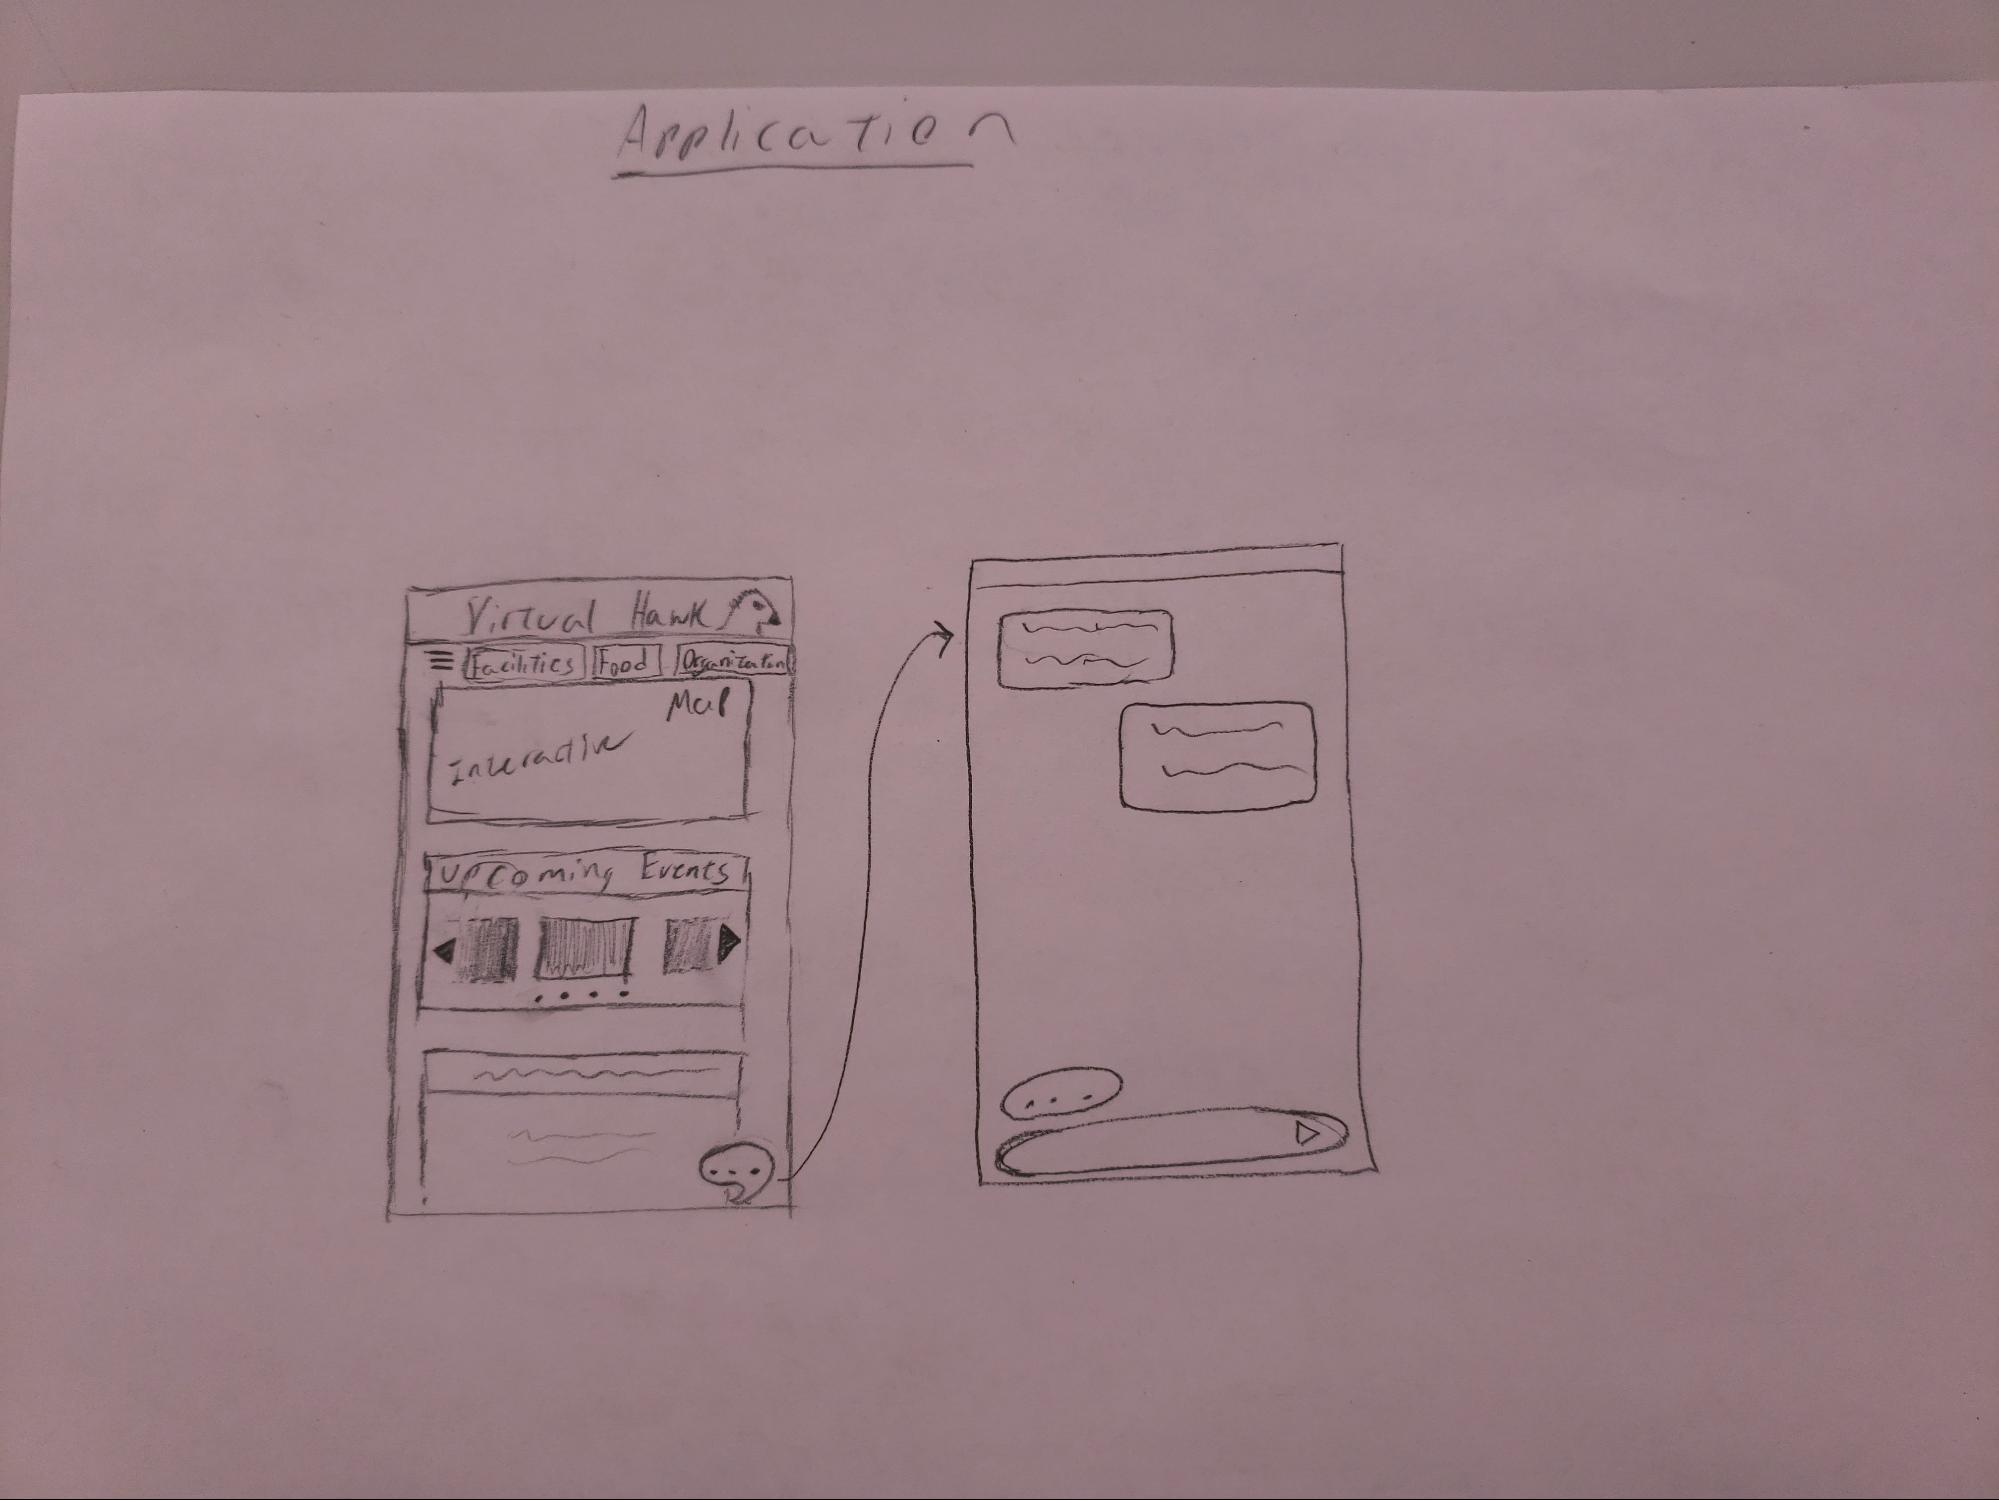 Application
Virtual Hawk
Facilities Food Organization
Map
Interactive
Upcoming Events